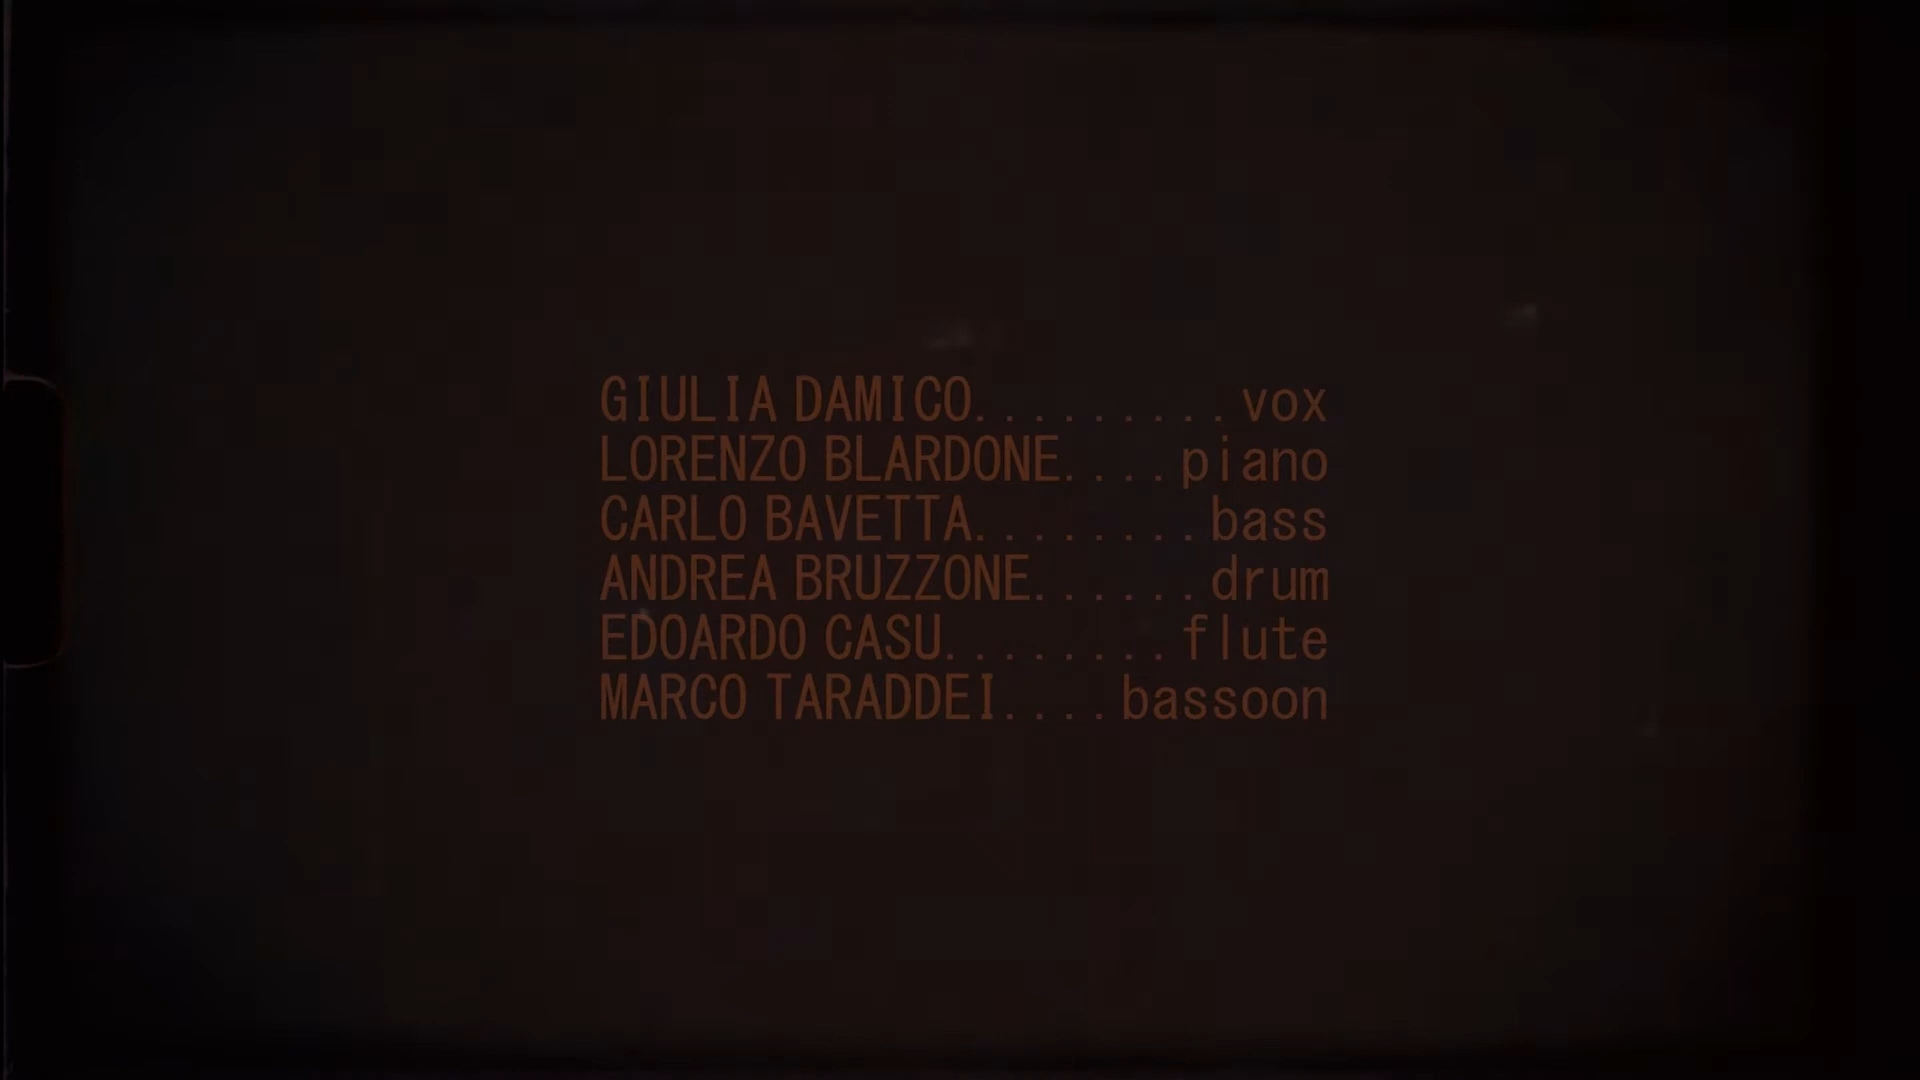 GIULIA DAMICO.........vox
LORENZO BLARDONE....piano
CARLO BAVETTA........bass
ANDREA BRUZZONE......drum
EDOARDO CASU........flute
MARCO TARADDEI....bassoon